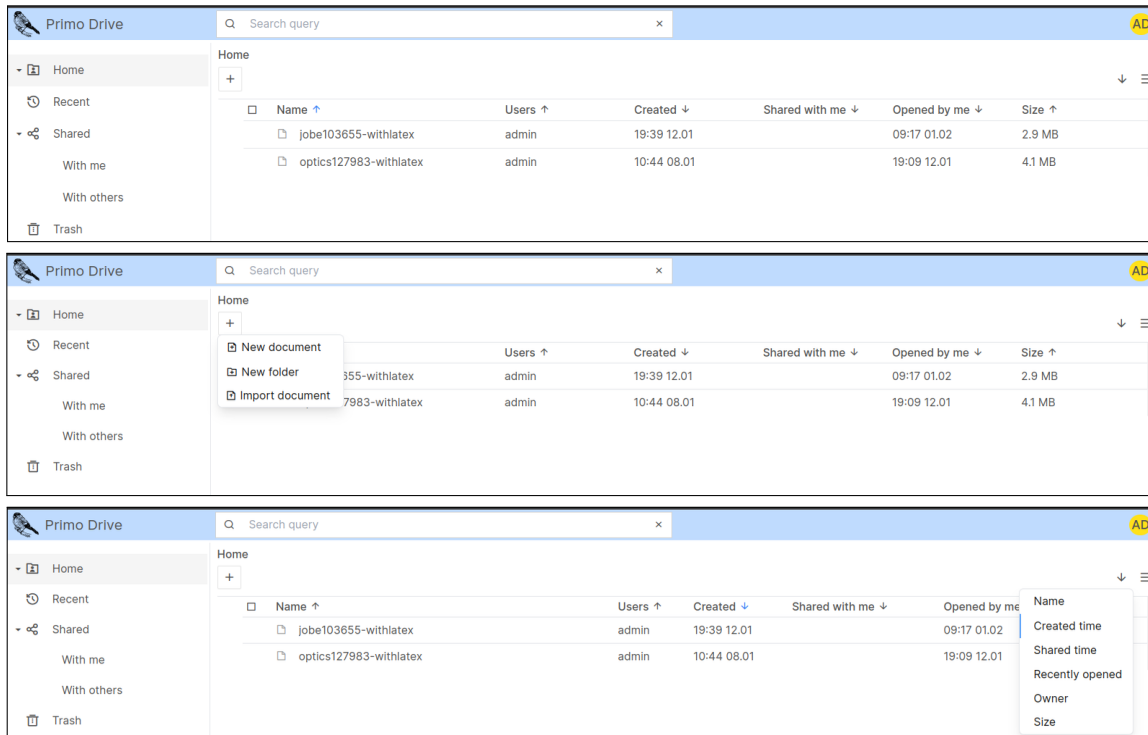 Primo Drive Search query × AD
Home
Home
+ ↓
Name ↑ Users ↑ Created ↓ Shared with me ↓ Opened by me ↓ Size ↑
Recent
jobe103655-withlatex admin 19:39 12.01 09:17 01.02 2.9 MB
Shared
optics127983-withlatex admin 10:44 08.01 19:09 12.01 4.1 MB
With me
With others
Trash
Primo Drive Search query × AD
Home
Home
+ ↓
New document
Recent
Users ↑ Created ↓ Shared with me ↓ Opened by me ↓ Size ↑
New folder
Shared
655-withlatex admin 19:39 12.01 09:17 01.02 2.9 MB
Import document
7983-withlatex admin 10:44 08.01 19:09 12.01 4.1 MB
With me
With others
Trash
Primo Drive Search query × AD
Home
Home
+ ↓
Name ↑ Users ↑ Created ↓ Shared with me ↓ Opened by me
Recent
jobe103655-withlatex admin 19:39 12.01 09:17 01.02
Shared
optics127983-withlatex admin 10:44 08.01 19:09 12.01
With me
With others
Trash
Name
Created time
Shared time
Recently opened
Owner
Size